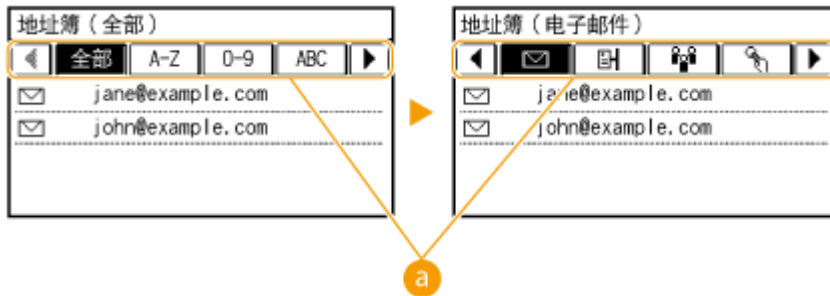 地址簿（全部）
全部 A-Z 0-9 ABC
jane@example.com
john@example.com
地址簿（电子邮件）
jane@example.com
john@example.com
a